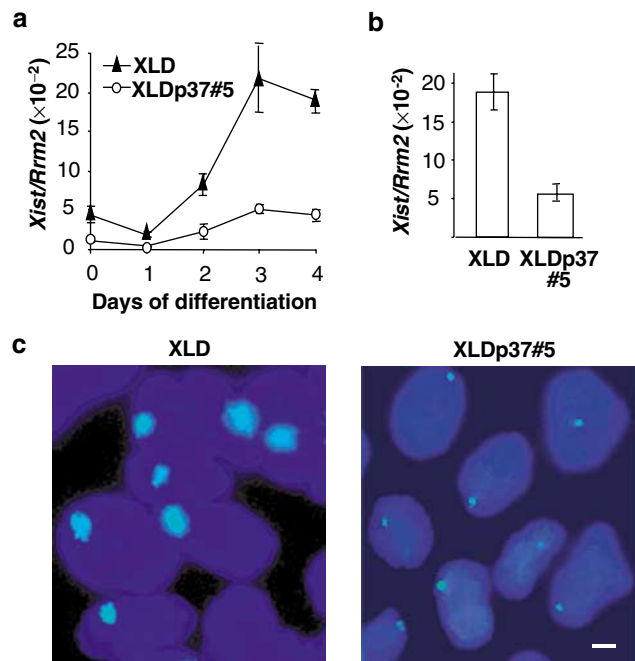 a
Xist/Rrm2 (×10⁻²)
25
20
15
10
5
0
XLD
XLDp37#5
0 1 2 3 4
Days of differentiation
b
Xist/Rrm2 (×10⁻²)
20
15
10
5
XLD XLDp37
#5
c
XLD
XLDp37#5